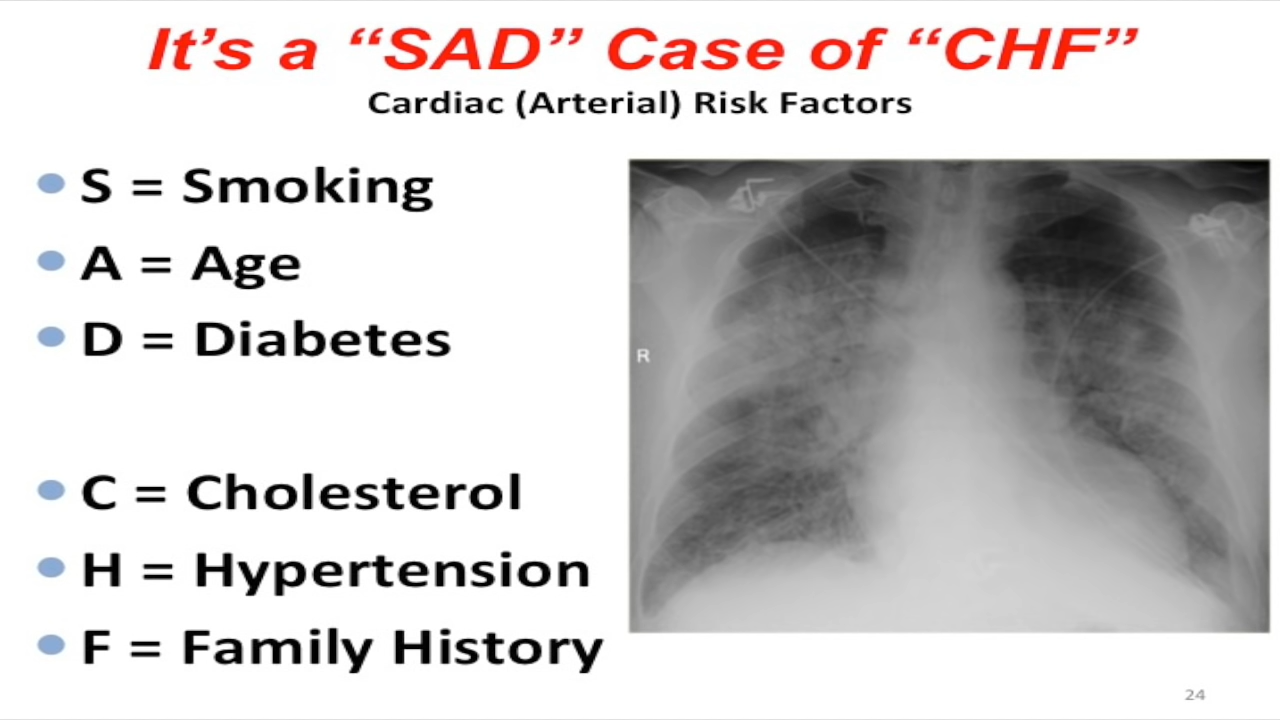 It's a “SAD” Case of “CHF”
Cardiac (Arterial) Risk Factors
S = Smoking
A = Age
D = Diabetes
C = Cholesterol
H = Hypertension
F = Family History
R
24